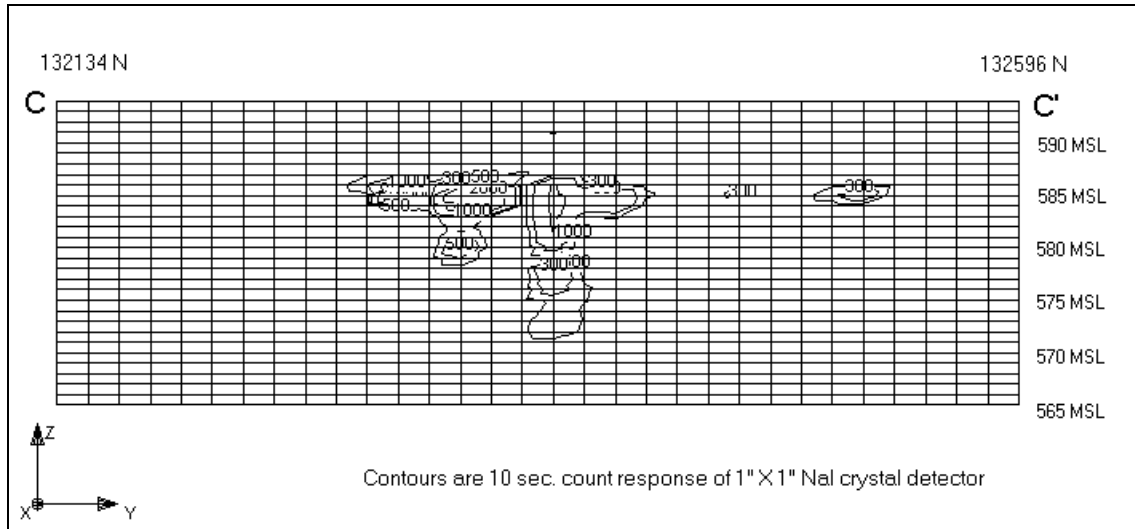 132134 N
132596 N
C
C'
590 MSL
1000
300
500
300
2000
300
300
585 MSL
500
1000
1000
500
580 MSL
300
575 MSL
570 MSL
565 MSL
Z
X
Y
Contours are 10 sec. count response of 1" X 1" NaI crystal detector